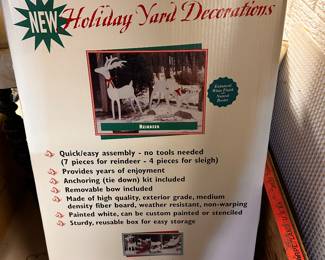 NEW
Holiday Yard Decorations
REINDEER
Quick/easy assembly - no tools needed
(7 pieces for reindeer - 4 pieces for sleigh)
Provides years of enjoyment
Anchoring (tie down) kit included
Removable bow included
Made of high quality, exterior grade, medium
density fiber board, weather resistant, non-warping
Painted white, can be custom painted or stenciled
Sturdy, reusable box for easy storage